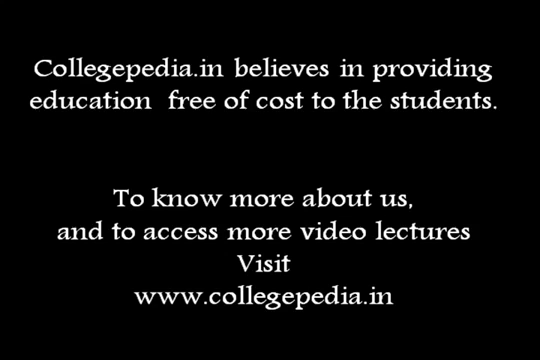 Collegepedia.in believes in providing
education free of cost to the students.
To know more about us,
and to access more video lectures
Visit
www.collegepedia.in